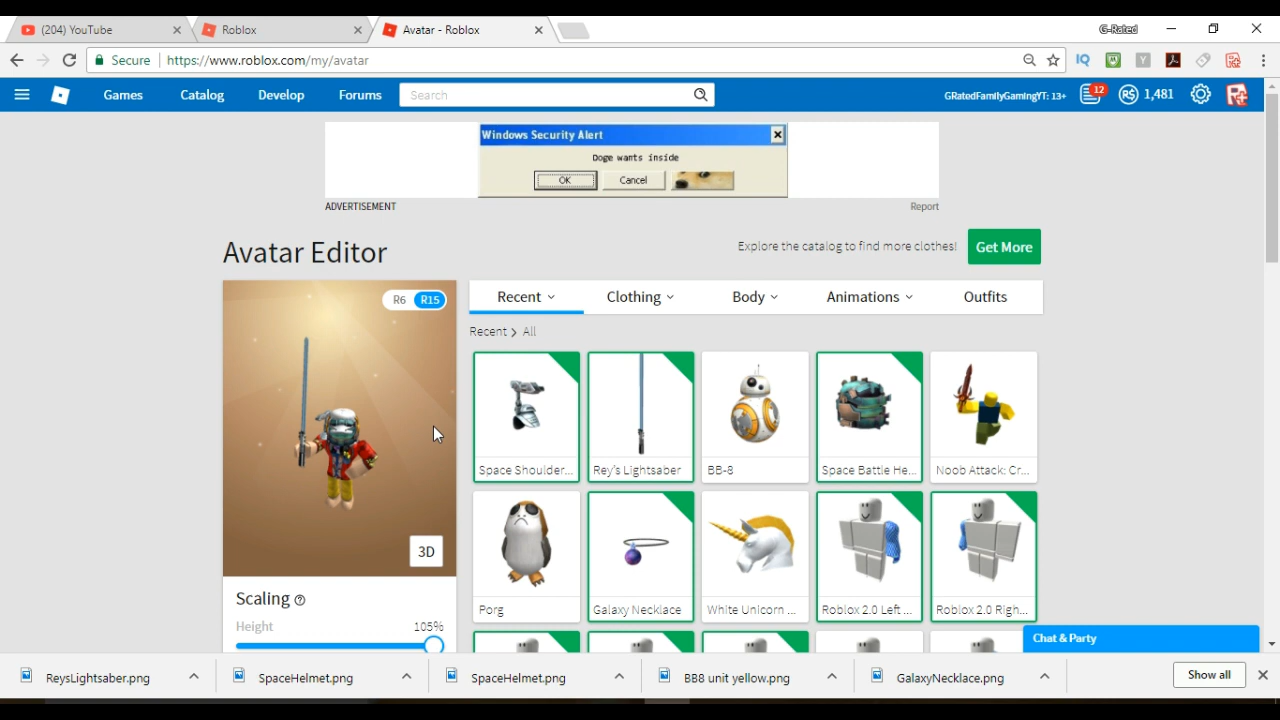 (204) YouTube
Roblox
Avatar - Roblox
G-Rated
Secure
https://www.roblox.com/my/avatar
IQ
Y
Games
Catalog
Develop
Forums
Search
GRatedFamilyGamingYT: 13+
12
R$ 1,481
Windows Security Alert
Doge wants inside
OK
Cancel
ADVERTISEMENT
Report
Avatar Editor
Explore the catalog to find more clothes!
Get More
R6
R15
3D
Scaling
Height
105%
Recent
Clothing
Body
Animations
Outfits
Recent > All
Space Shoulder...
Rey's Lightsaber
BB-8
Space Battle He...
Noob Attack: Cr...
Porg
Galaxy Necklace
White Unicorn ...
Roblox 2.0 Left ...
Roblox 2.0 Righ...
Chat & Party
ReysLightsaber.png
SpaceHelmet.png
SpaceHelmet.png
BB8 unit yellow.png
GalaxyNecklace.png
Show all